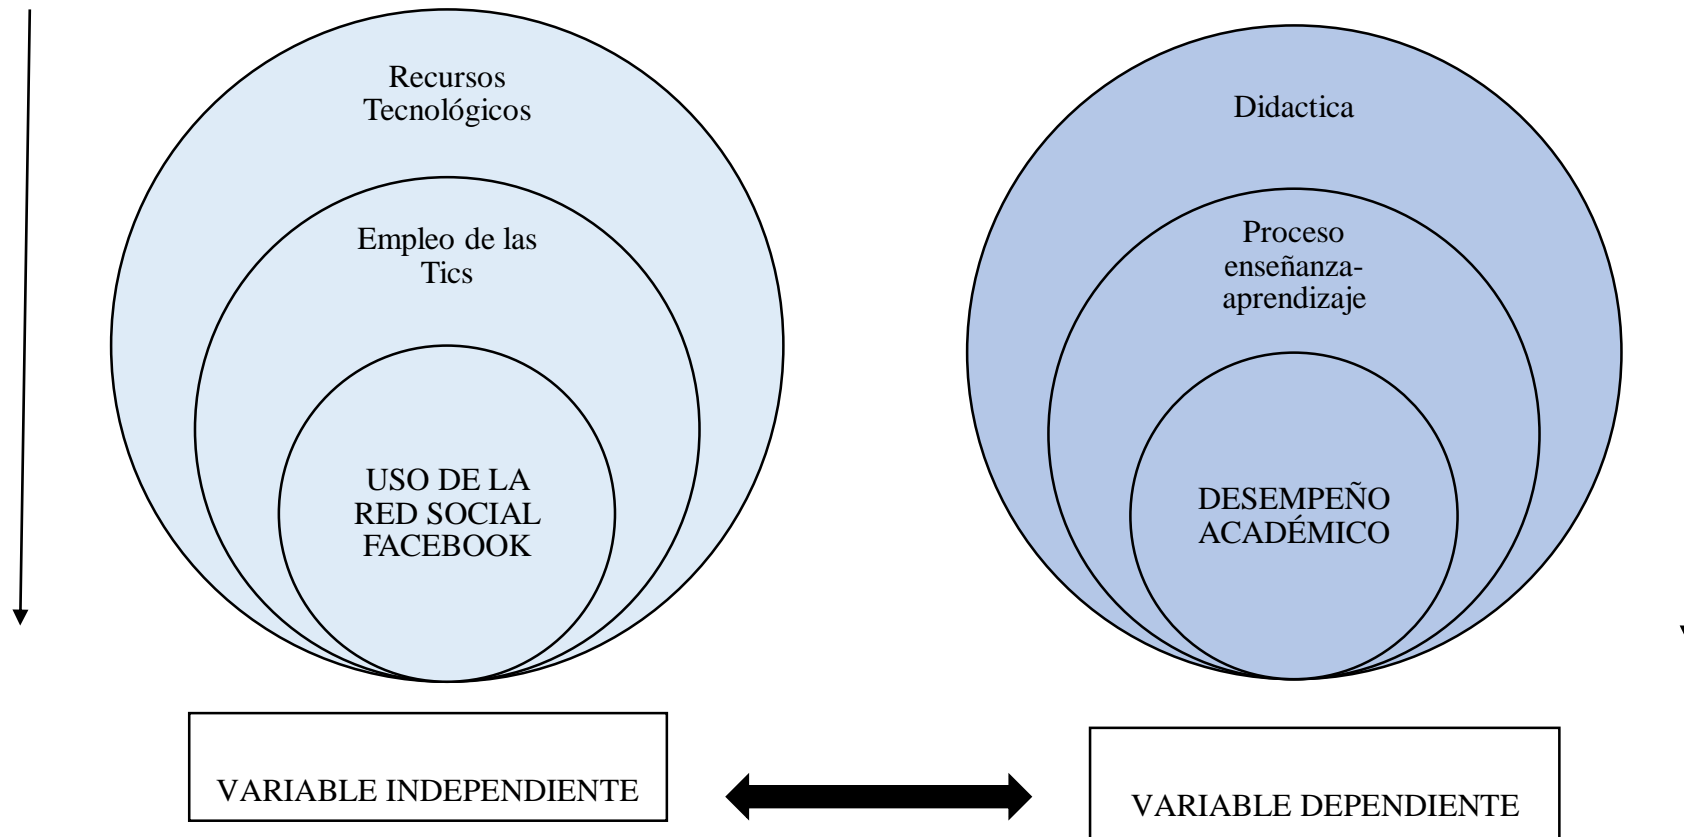 Recursos
Tecnológicos
Empleo de las
Tics
USO DE LA
RED SOCIAL
FACEBOOK
VARIABLE INDEPENDIENTE
Didactica
Proceso
enseñanza-
aprendizaje
DESEMPEÑO
ACADÉMICO
VARIABLE DEPENDIENTE